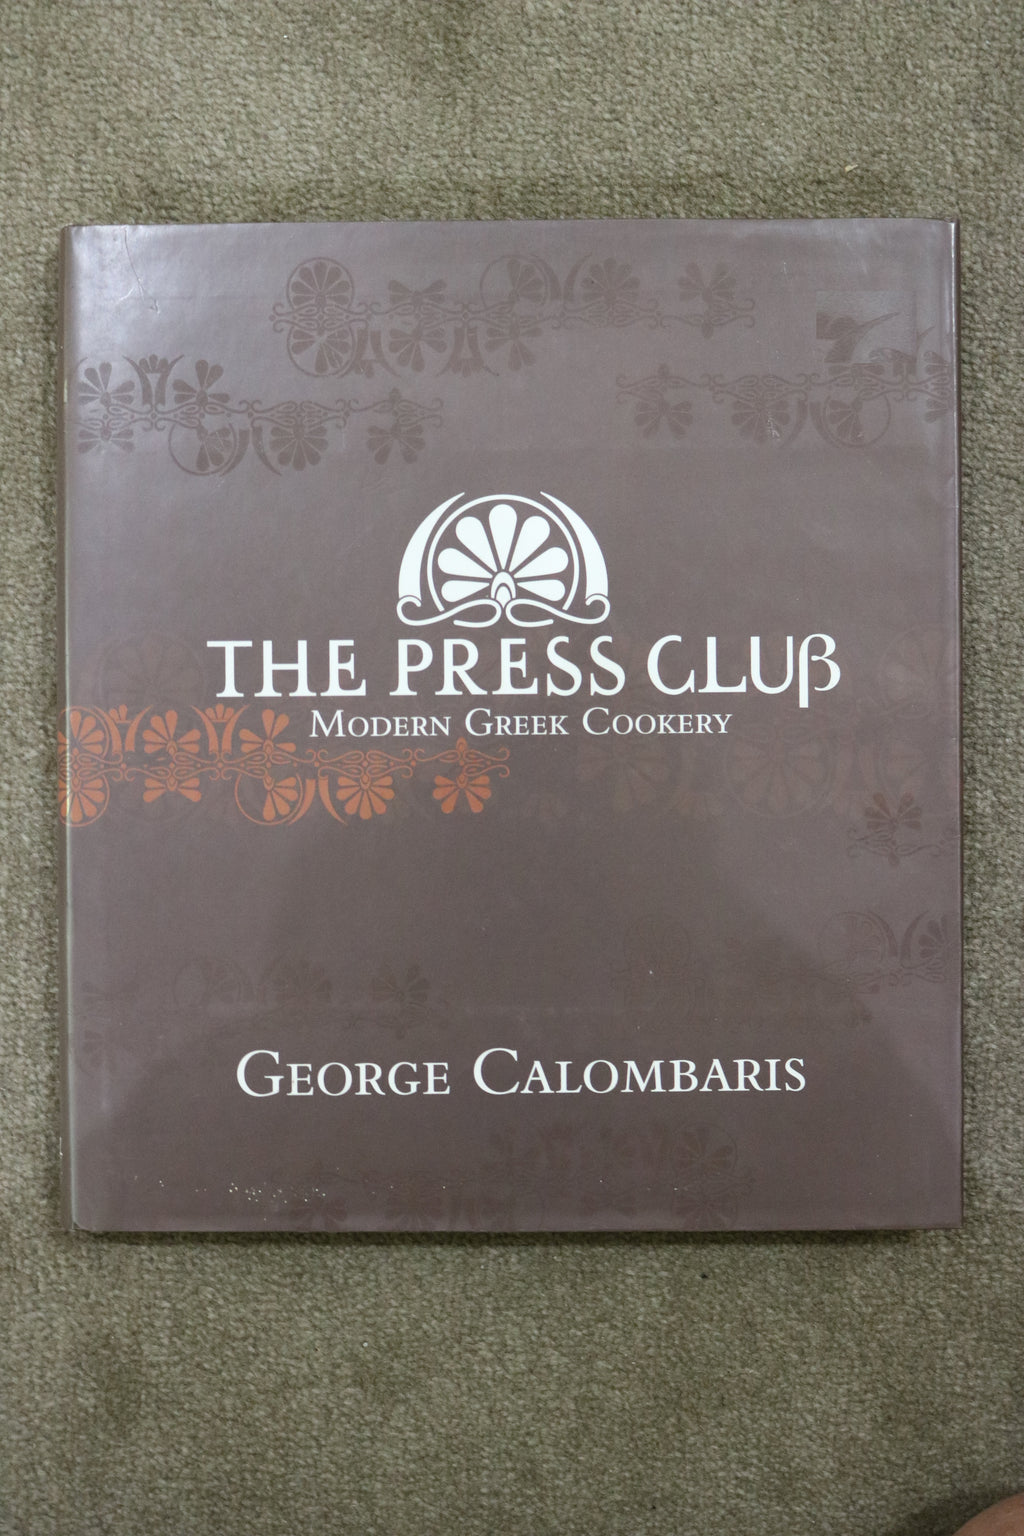 THE PRESS CLUβ
MODERN GREEK COOKERY
GEORGE CALOMBARIS